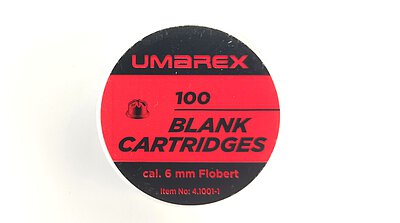 UMAREX
100
BLANK
CARTRIDGES
cal. 6 mm Flobert
Item No: 4.1001-1